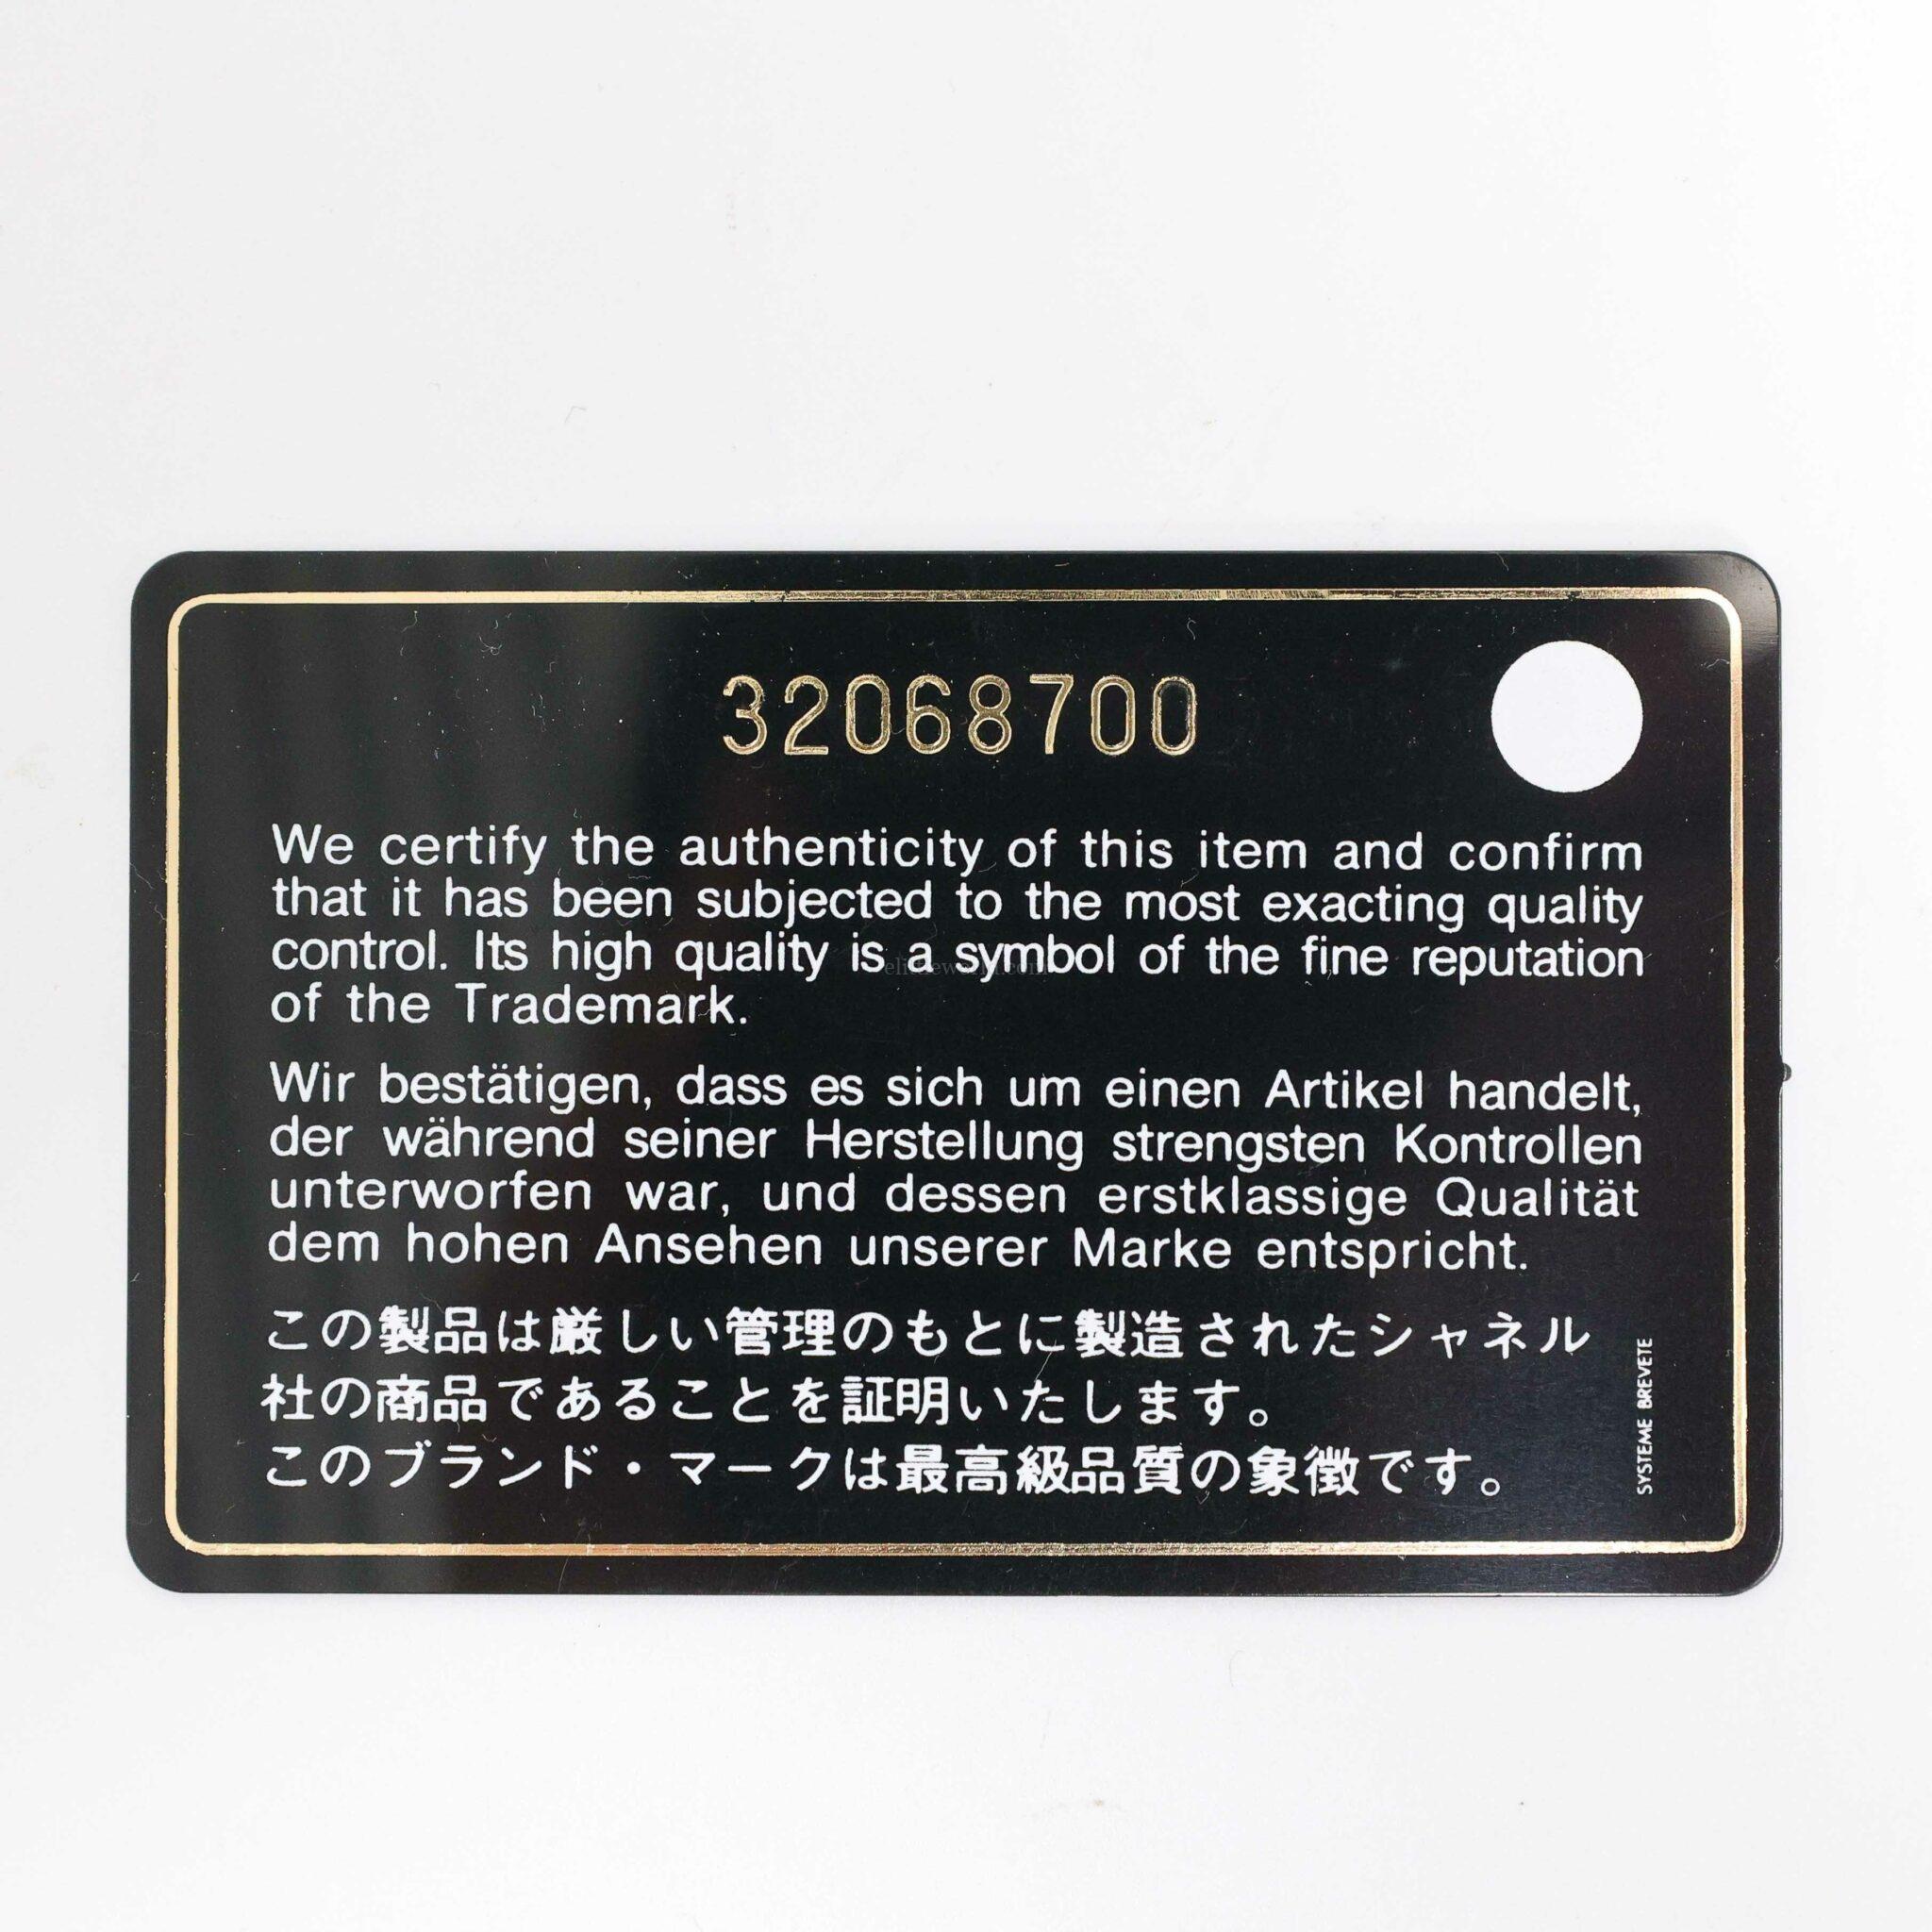 32068700
We certify the authenticity of this item and confirm
that it has been subjected to the most exacting quality
control. Its high quality is a symbol of the fine reputation
of the Trademark.
Wir bestätigen, dass es sich um einen Artikel handelt,
der während seiner Herstellung strengsten Kontrollen
unterworfen war, und dessen erstklassige Qualität
dem hohen Ansehen unserer Marke entspricht.
この製品は厳しい管理のもとに製造されたシャネル
社の商品であることを証明いたします。
このブランド・マークは最高級品質の象徴です。
SYSTEME BREVETE